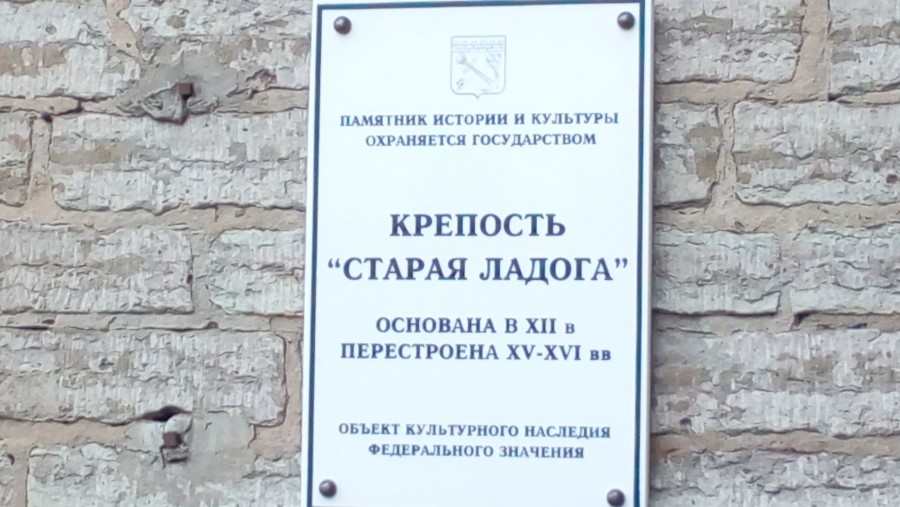 ПАМЯТНИК ИСТОРИИ И КУЛЬТУРЫ
ОХРАНЯЕТСЯ ГОСУДАРСТВОМ
КРЕПОСТЬ
“СТАРАЯ ЛАДОГА”
ОСНОВАНА В XII в
ПЕРЕСТРОЕНА XV-XVI вв
ОБЪЕКТ КУЛЬТУРНОГО НАСЛЕДИЯ
ФЕДЕРАЛЬНОГО ЗНАЧЕНИЯ